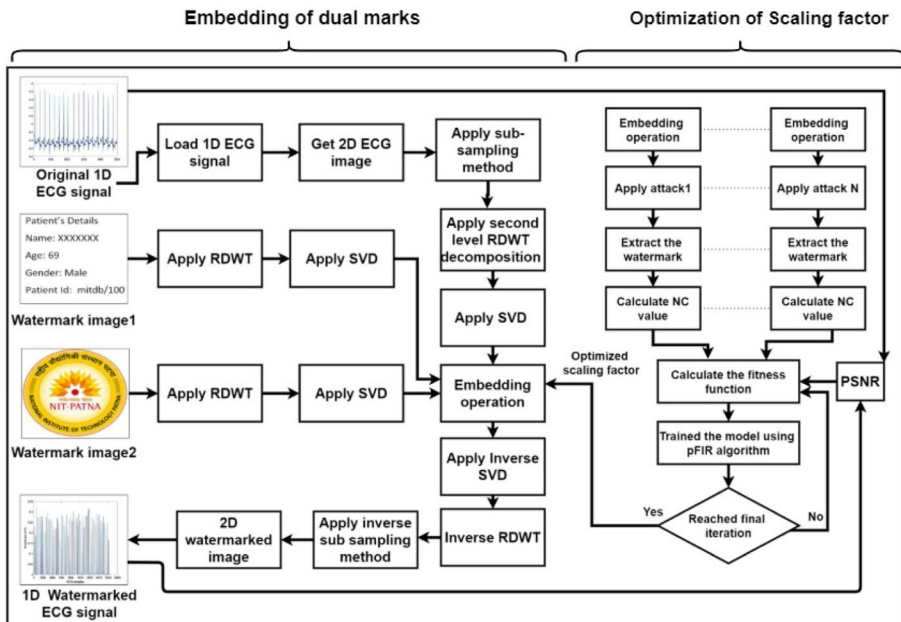 Embedding of dual marks
Optimization of Scaling factor
Original 1D
ECG signal
Load 1D ECG
signal
Get 2D ECG
image
Apply sub-
sampling
method
Apply second
level RDWT
decomposition
Apply SVD
Patient's Details
Name: XXXXXXX
Age: 69
Gender: Male
Patient Id: mitdb/100
Watermark image1
Apply RDWT
Apply SVD
NIT-PATNA
Watermark image2
Apply RDWT
Apply SVD
Embedding
operation
Apply Inverse
SVD
Inverse RDWT
Apply inverse
sub sampling
method
2D
watermarked
image
1D Watermarked
ECG signal
Embedding
operation
Apply attack1
Extract the
watermark
Calculate NC
value
Embedding
operation
Apply attack N
Extract the
watermark
Calculate NC
value
Optimized
scaling factor
Calculate the fitness
function
PSNR
Trained the model using
pFIR algorithm
Reached final
iteration
Yes
No